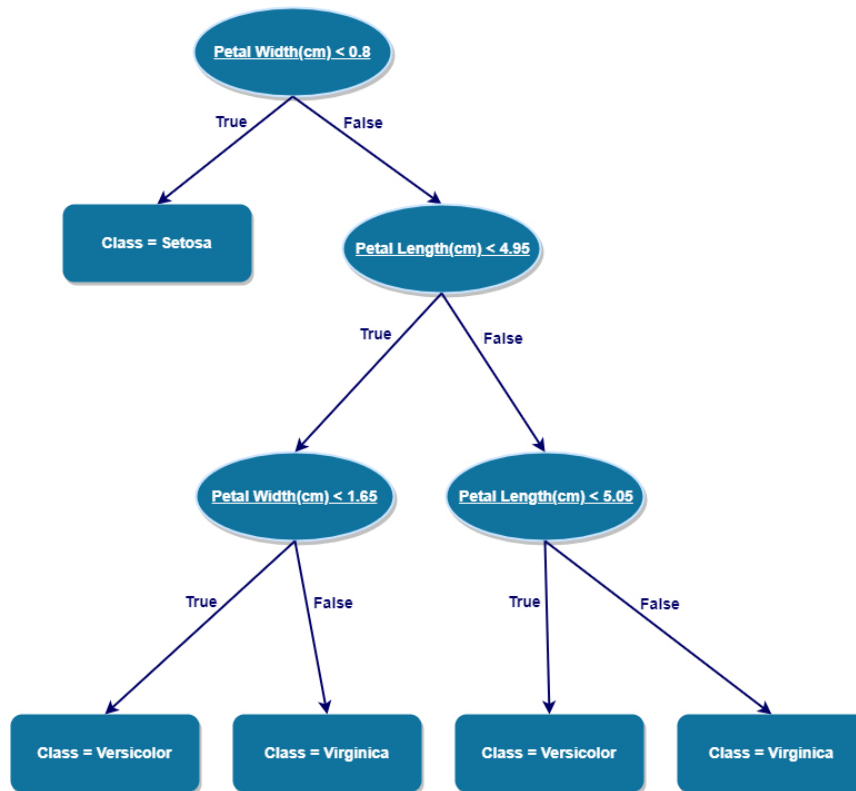 Petal Width(cm) < 0.8
True
False
Class = Setosa
Petal Length(cm) < 4.95
True
False
Petal Width(cm) < 1.65
Petal Length(cm) < 5.05
True
False
True
False
Class = Versicolor
Class = Virginica
Class = Versicolor
Class = Virginica